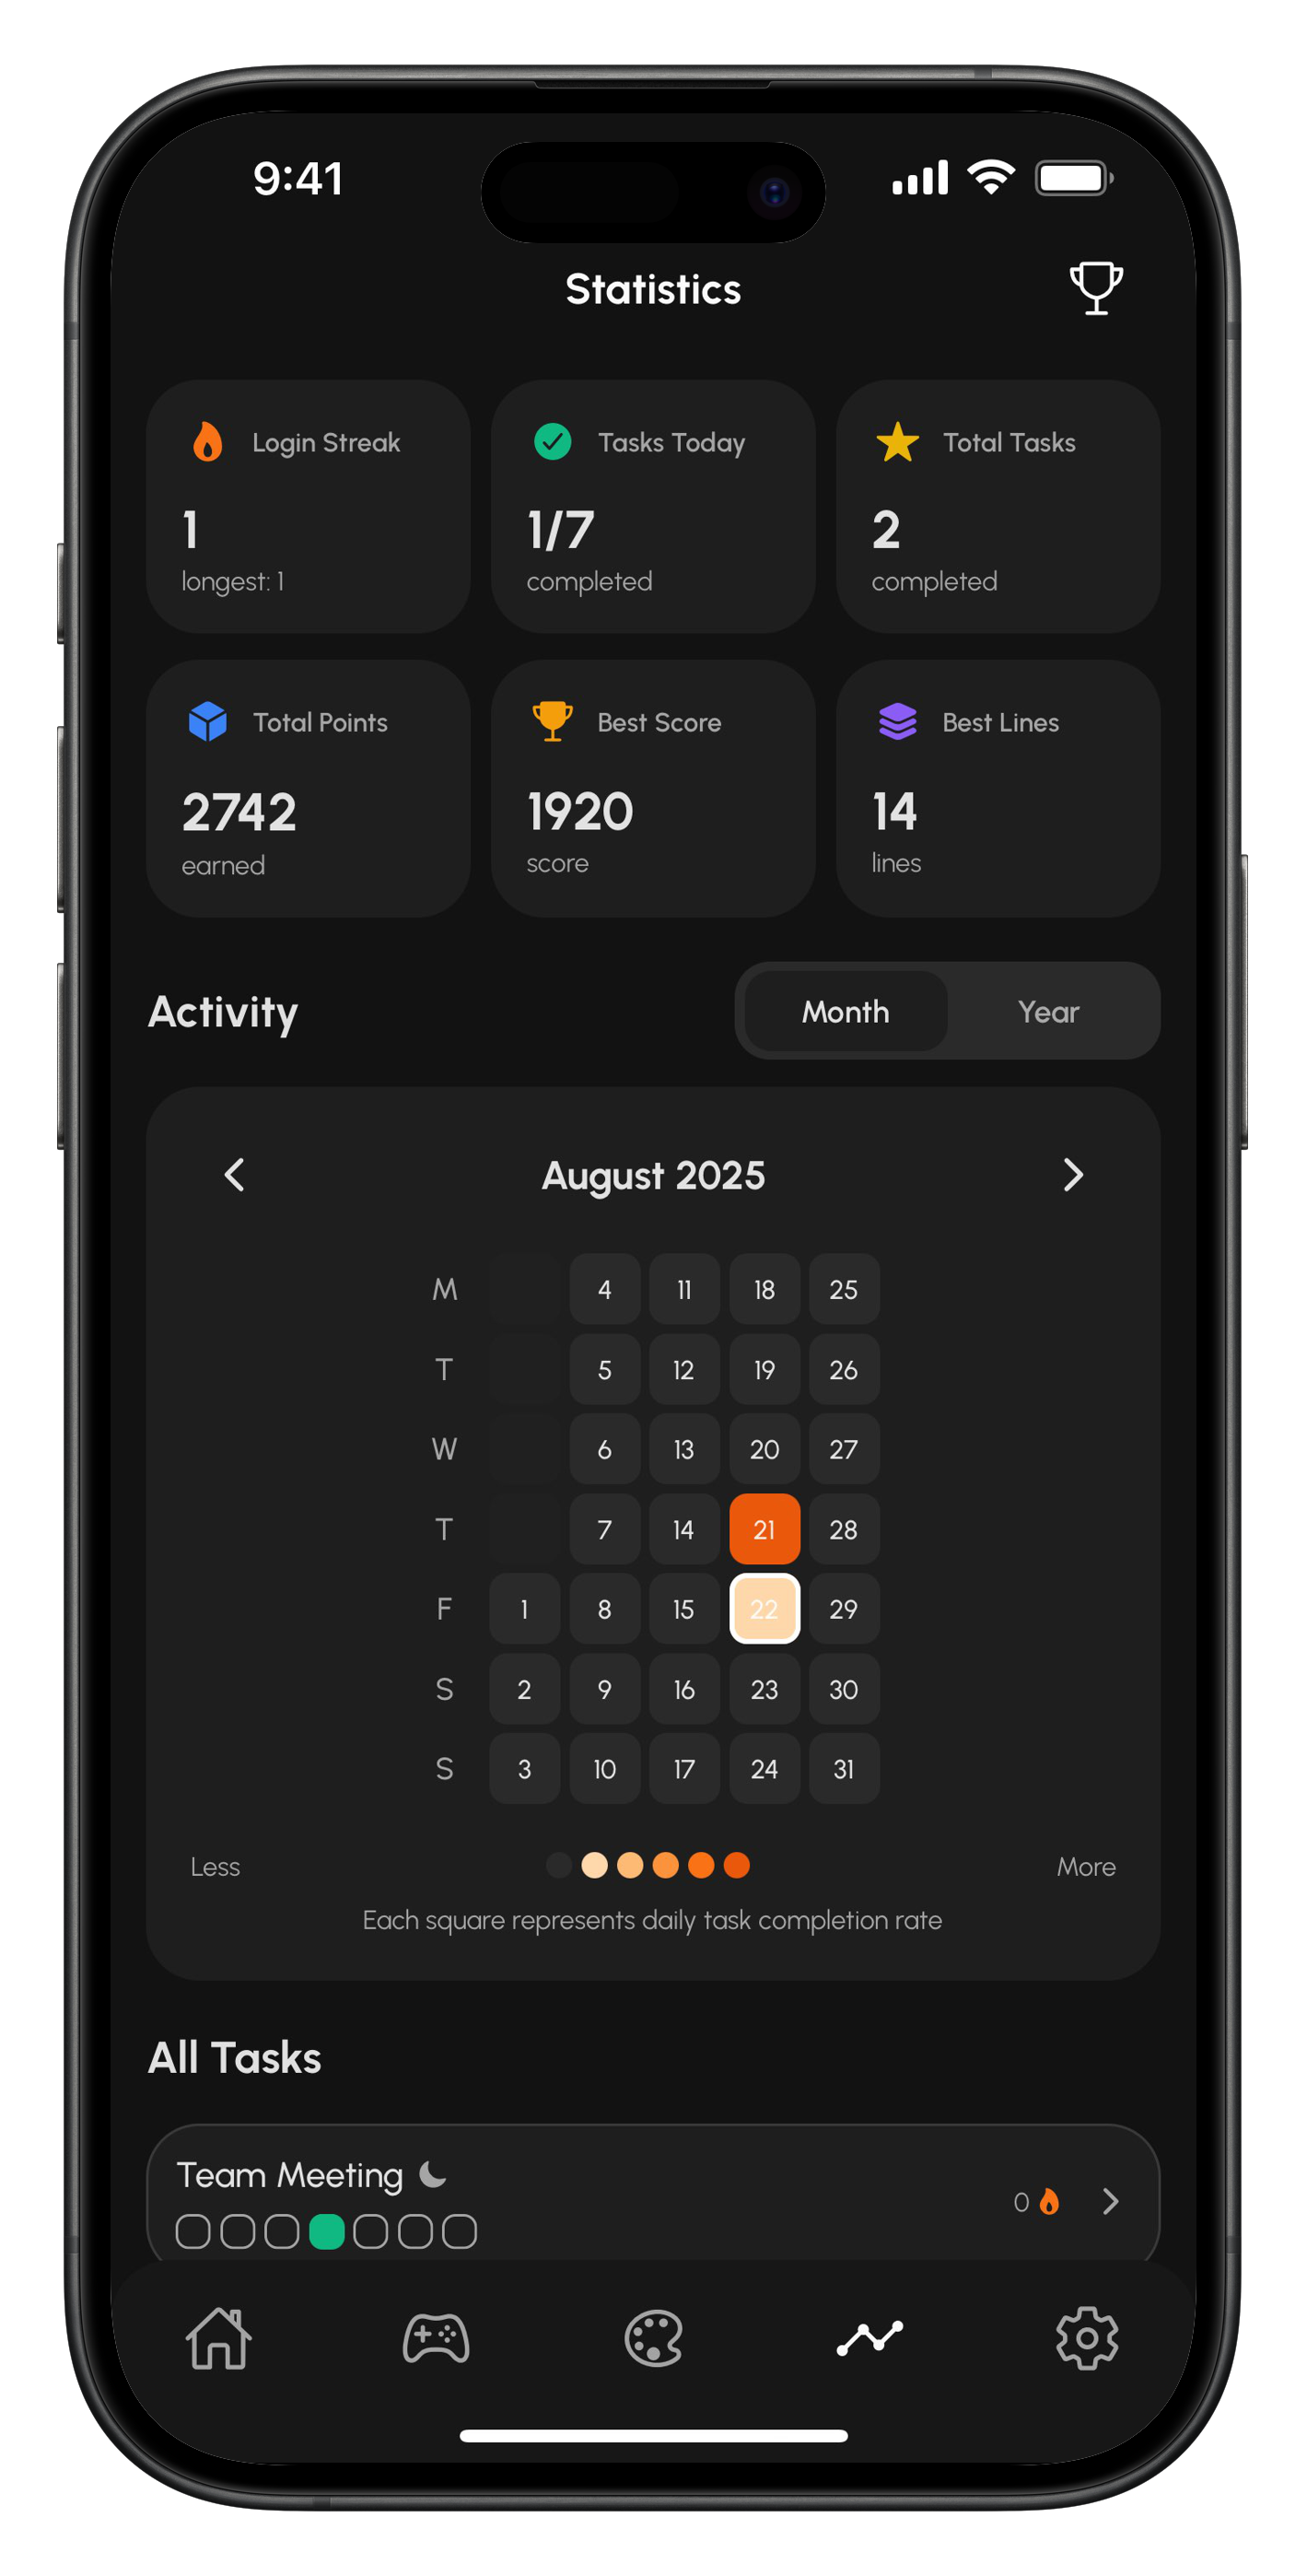 9:41
Statistics
Login Streak
1
longest: 1
Tasks Today
1/7
completed
Total Tasks
2
completed
Total Points
2742
earned
Best Score
1920
score
Best Lines
14
lines
Activity
Month Year
August 2025
M 4 11 18 25
T 5 12 19 26
W 6 13 20 27
T 7 14 21 28
F 1 8 15 22 29
S 2 9 16 23 30
S 3 10 17 24 31
Less More
Each square represents daily task completion rate
All Tasks
Team Meeting
0